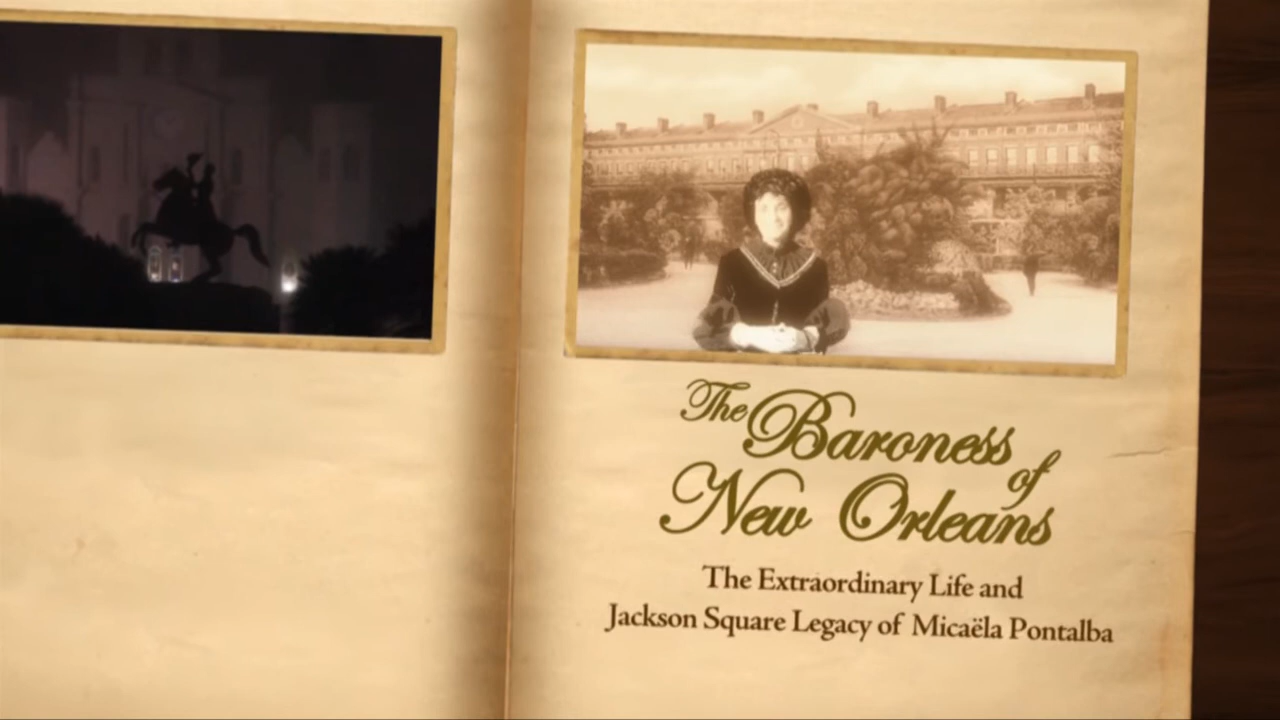 The Baroness of
New Orleans
The Extraordinary Life and
Jackson Square Legacy of Micaëla Pontalba